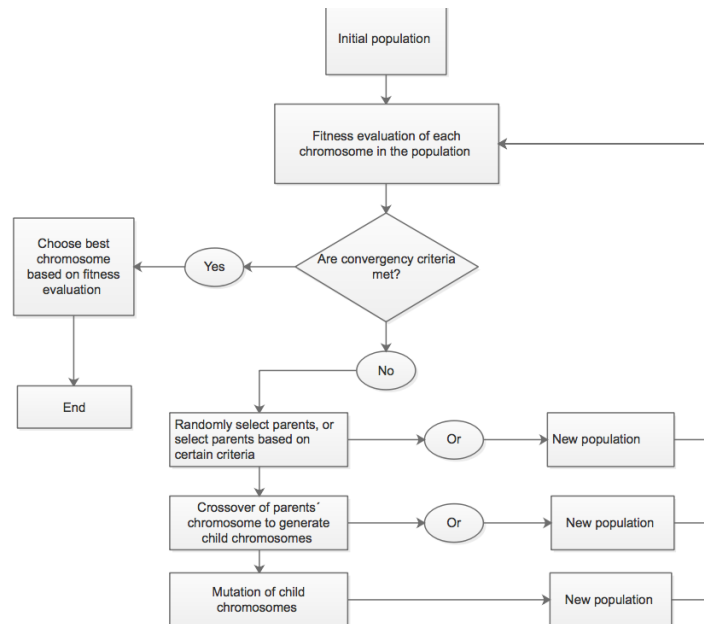 Initial population
Fitness evaluation of each
chromosome in the population
Are convergency criteria
met?
Yes
Choose best
chromosome
based on fitness
evaluation
End
No
Randomly select parents, or
select parents based on
certain criteria
Or
New population
Crossover of parents´
chromosome to generate
child chromosomes
Or
New population
Mutation of child
chromosomes
New population